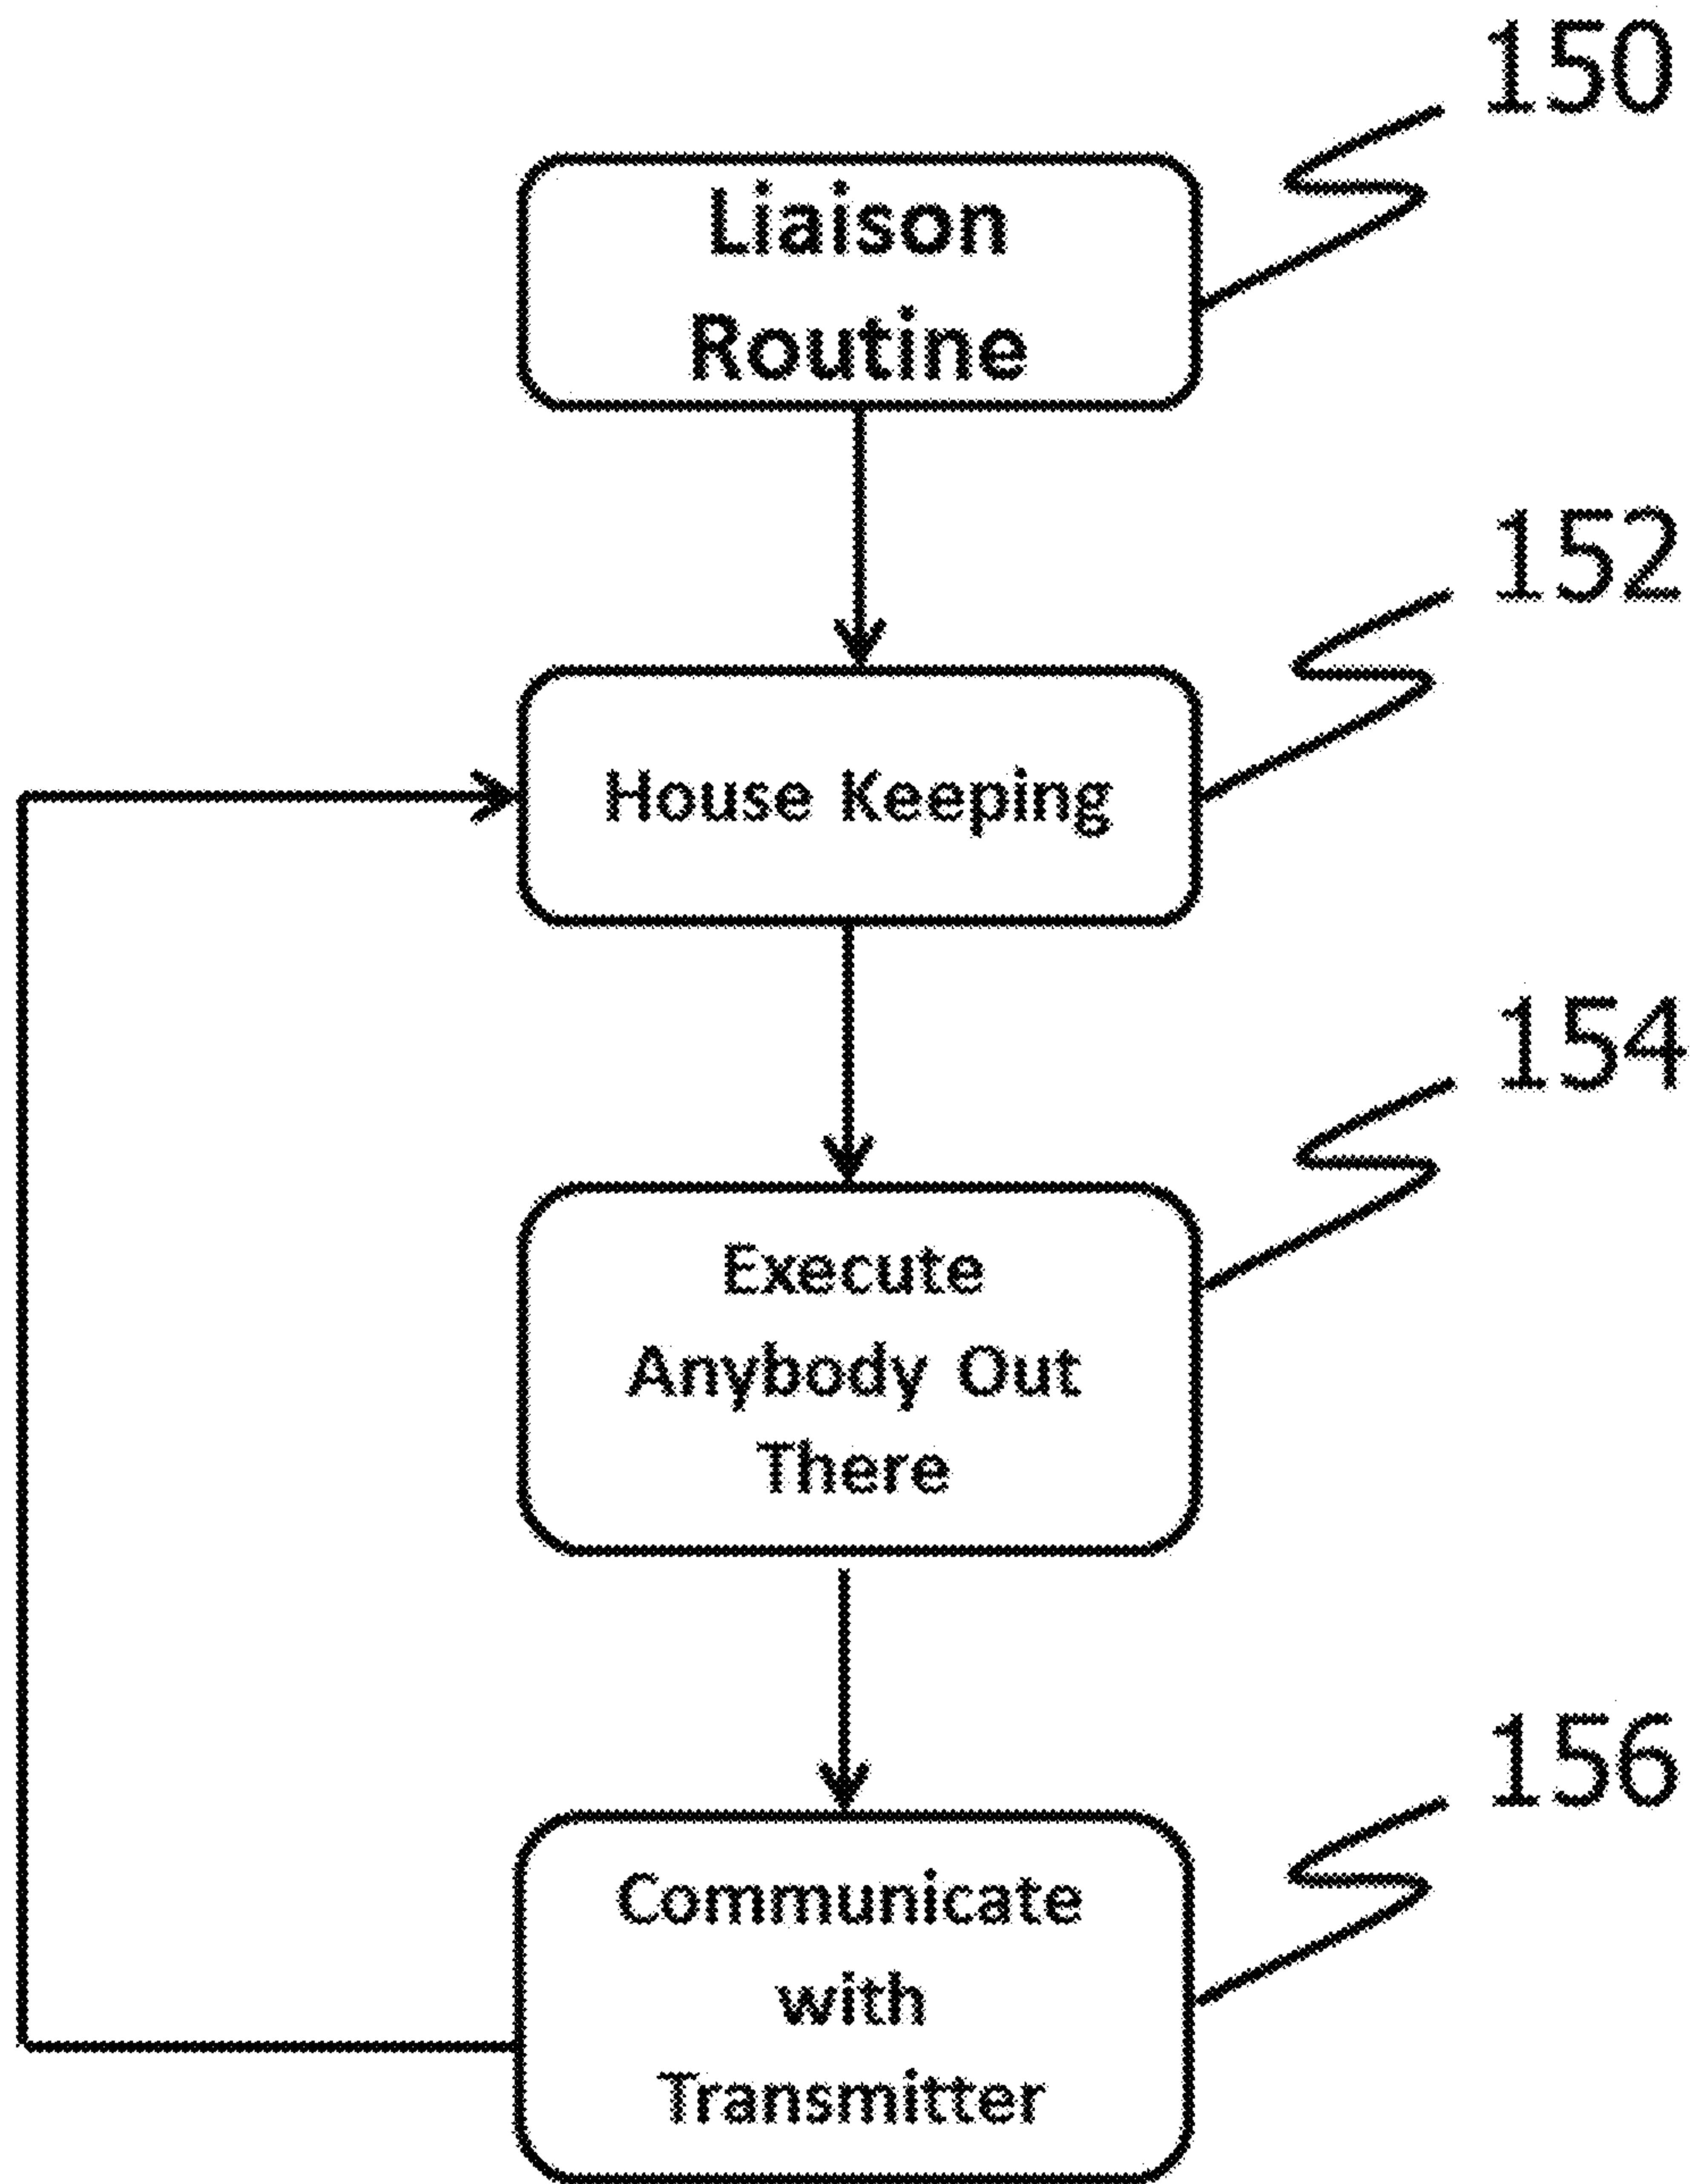 150
Liaison
Routine
152
House Keeping
154
Execute
Anybody Out
There
156
Communicate
with
Transmitter